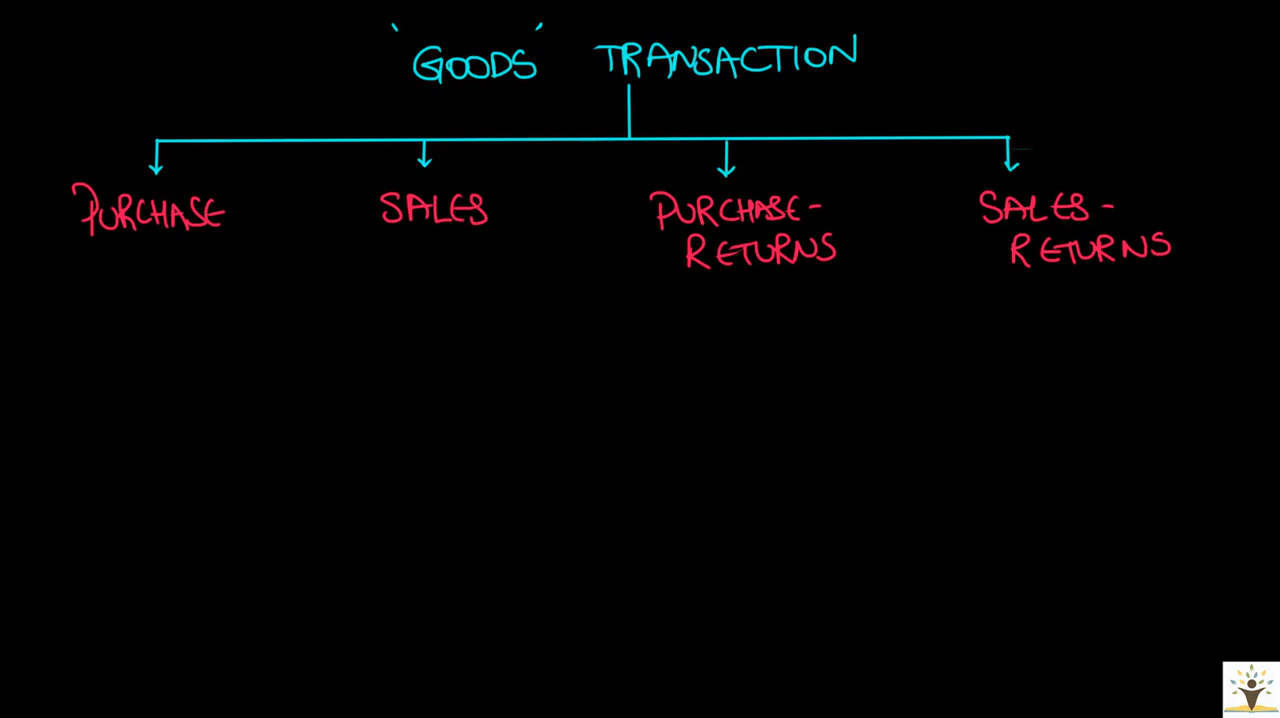 'GOODS' TRANSACTION
PURCHASE SALES PURCHASE- SALES-
RETURNS RETURNS